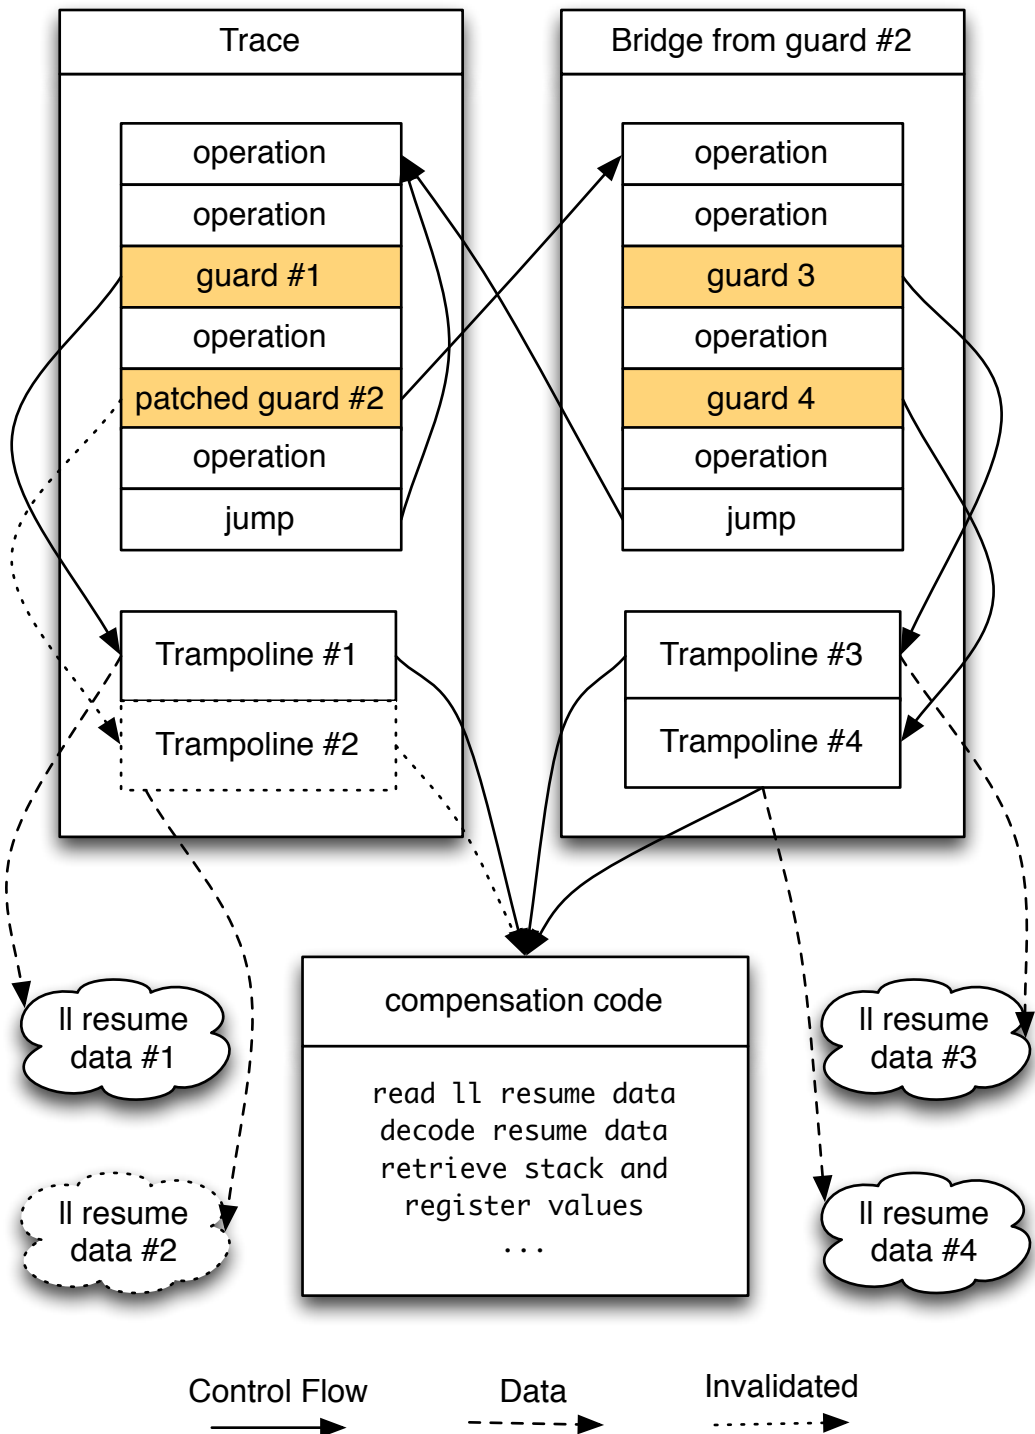 Trace
operation
operation
guard #1
operation
patched guard #2
operation
jump
Trampoline #1
Trampoline #2
Bridge from guard #2
operation
operation
guard 3
operation
guard 4
operation
jump
Trampoline #3
Trampoline #4
ll resume
data #1
ll resume
data #2
compensation code
read ll resume data
decode resume data
retrieve stack and
register values
...
ll resume
data #3
ll resume
data #4
Control Flow
Data
Invalidated